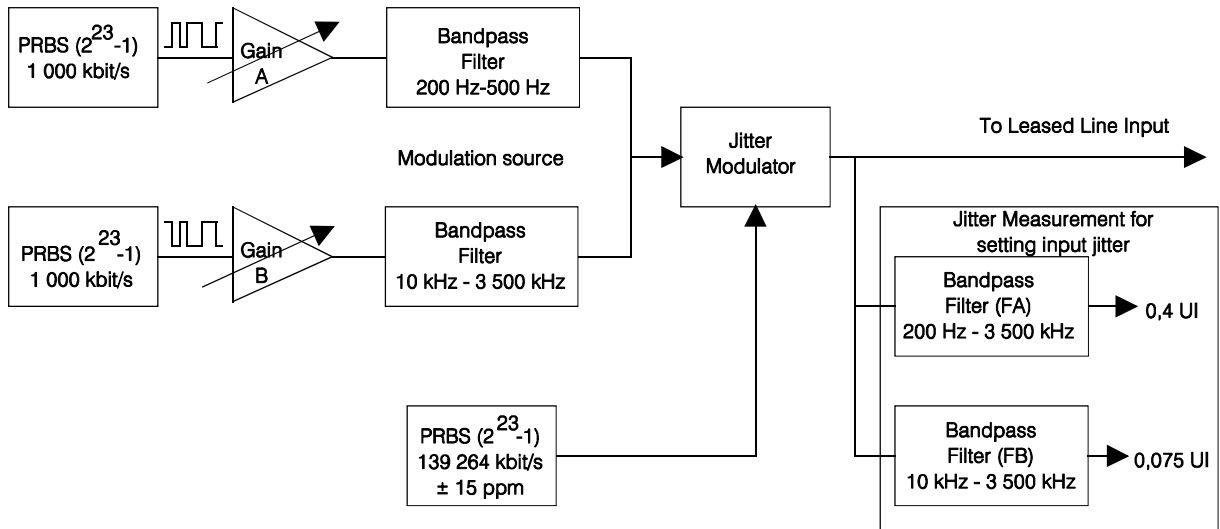 PRBS (2^23-1)
1 000 kbit/s
Gain
A
Bandpass
Filter
200 Hz-500 Hz
Modulation source
PRBS (2^23-1)
1 000 kbit/s
Gain
B
Bandpass
Filter
10 kHz - 3 500 kHz
Jitter
Modulator
To Leased Line Input
PRBS (2^23-1)
139 264 kbit/s
± 15 ppm
Jitter Measurement for
setting input jitter
Bandpass
Filter (FA)
200 Hz - 3 500 kHz
0,4 UI
Bandpass
Filter (FB)
10 kHz - 3 500 kHz
0,075 UI